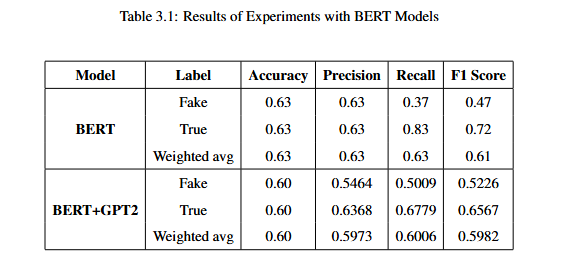 Table 3.1: Results of Experiments with BERT Models
Model Label Accuracy Precision Recall F1 Score
Fake 0.63 0.63 0.37 0.47
BERT True 0.63 0.63 0.83 0.72
Weighted avg 0.63 0.63 0.63 0.61
Fake 0.60 0.5464 0.5009 0.5226
BERT+GPT2 True 0.60 0.6368 0.6779 0.6567
Weighted avg 0.60 0.5973 0.6006 0.5982